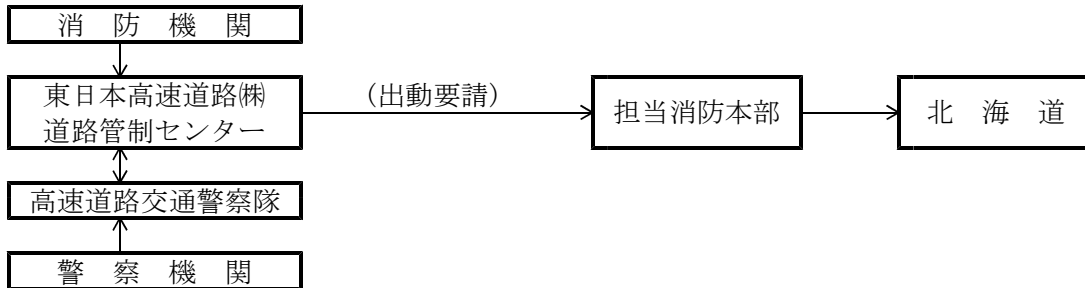 消　防　機　関
東日本高速道路㈱
道路管制センター
（出動要請）
担当消防本部
北　海　道
高速道路交通警察隊
警　察　機　関